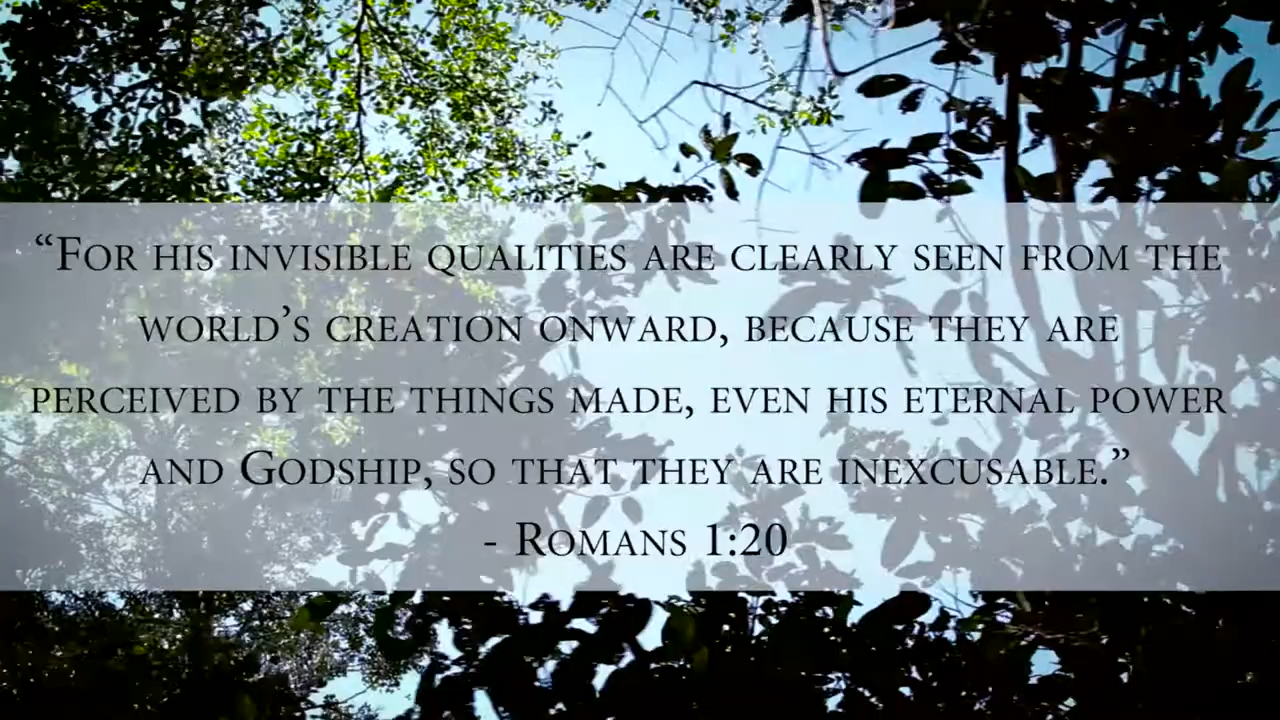 “For his invisible qualities are clearly seen from the
world’s creation onward, because they are
perceived by the things made, even his eternal power
and Godship, so that they are inexcusable.”
- Romans 1:20